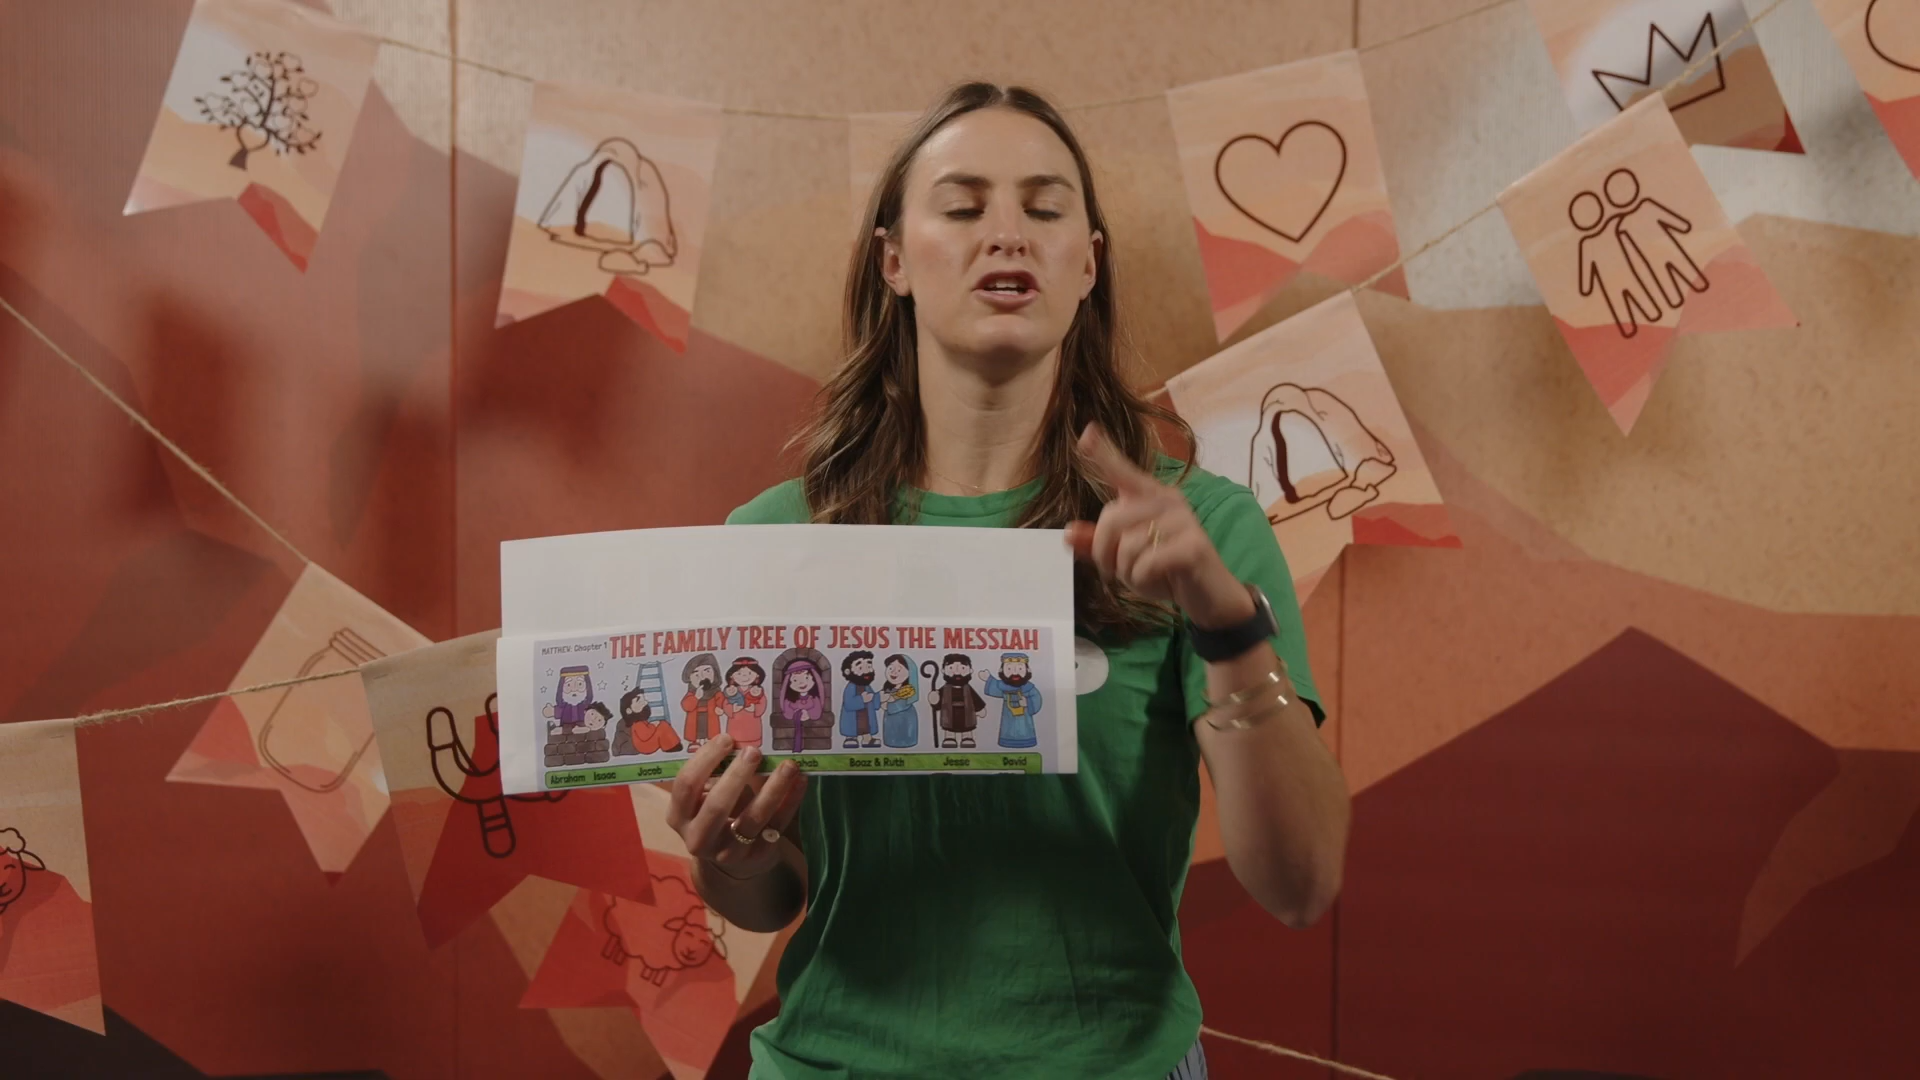 MATTHEW: Chapter 1 THE FAMILY TREE OF JESUS THE MESSIAH
Abraham Isaac Jacob Boaz & Ruth Jesse David